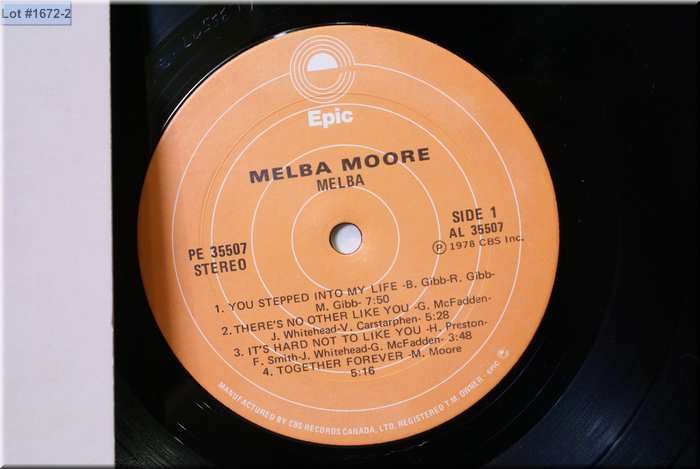 Lot #1672-2
Epic
MELBA MOORE
MELBA
PE 35507
STEREO
SIDE 1
AL 35507
Ⓟ 1978 CBS Inc.
1. YOU STEPPED INTO MY LIFE -B. Gibb-R. Gibb-
M. Gibb- 7:50
2. THERE'S NO OTHER LIKE YOU -G. McFadden-
J. Whitehead-V. Carstarphen- 5:28
3. IT'S HARD NOT TO LIKE YOU -H. Preston-
F. Smith-J. Whitehead-G. McFadden- 3:48
4. TOGETHER FOREVER -M. Moore
5:16
MANUFACTURED BY CBS RECORDS CANADA, LTD. REGISTERED T.M. OWNER - EPIC